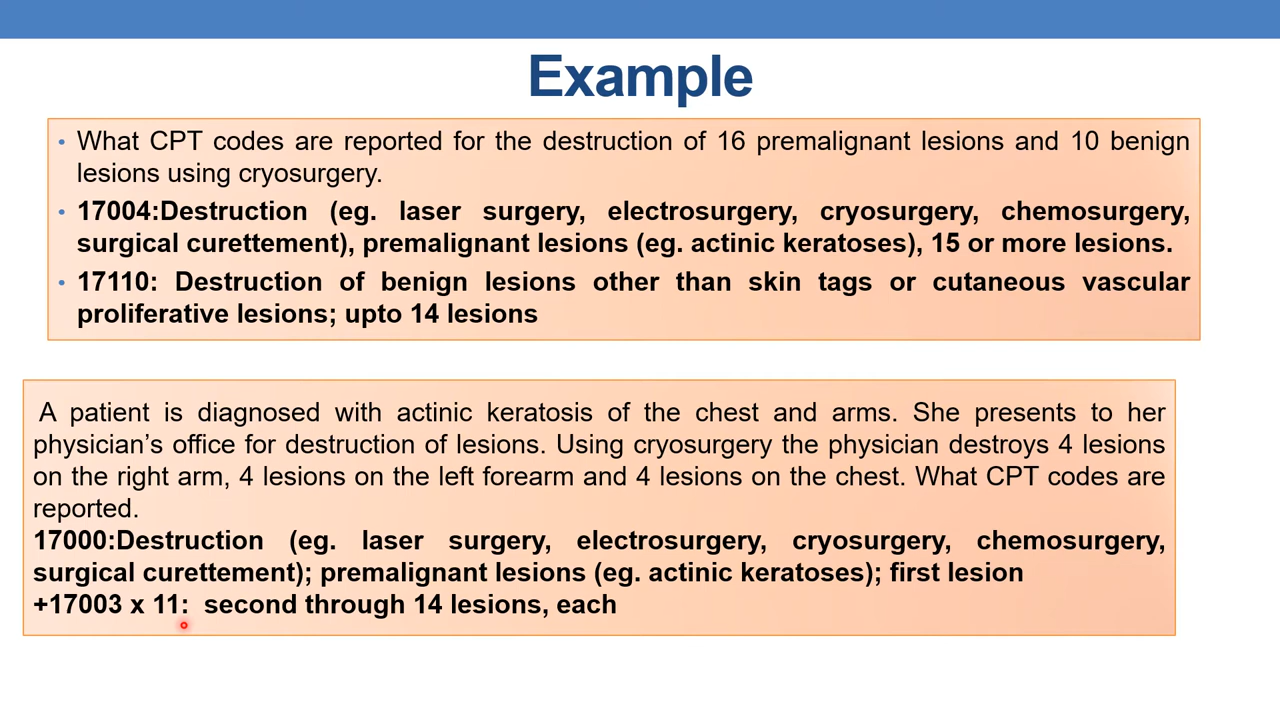 Example
• What CPT codes are reported for the destruction of 16 premalignant lesions and 10 benign
lesions using cryosurgery.
• 17004:Destruction (eg. laser surgery, electrosurgery, cryosurgery, chemosurgery,
surgical curettement), premalignant lesions (eg. actinic keratoses), 15 or more lesions.
• 17110: Destruction of benign lesions other than skin tags or cutaneous vascular
proliferative lesions; upto 14 lesions
A patient is diagnosed with actinic keratosis of the chest and arms. She presents to her
physician’s office for destruction of lesions. Using cryosurgery the physician destroys 4 lesions
on the right arm, 4 lesions on the left forearm and 4 lesions on the chest. What CPT codes are
reported.
17000:Destruction (eg. laser surgery, electrosurgery, cryosurgery, chemosurgery,
surgical curettement); premalignant lesions (eg. actinic keratoses); first lesion
+17003 x 11: second through 14 lesions, each